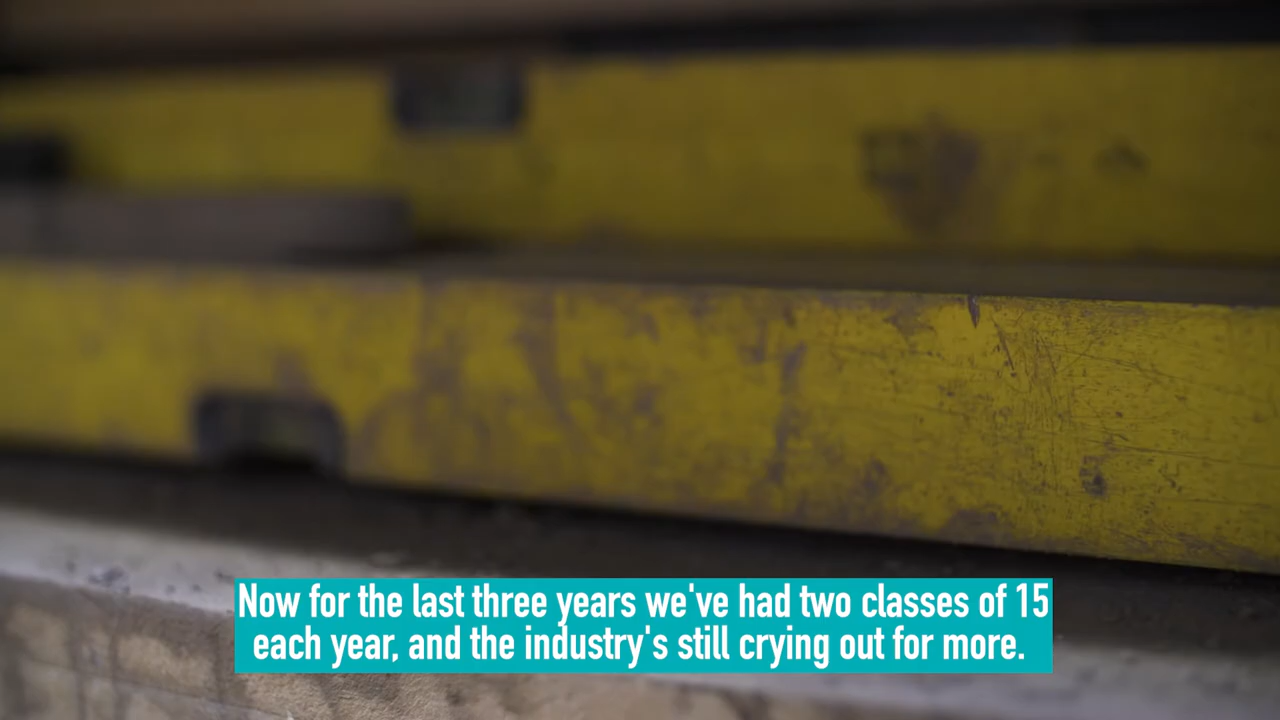 Now for the last three years we've had two classes of 15
each year, and the industry's still crying out for more.